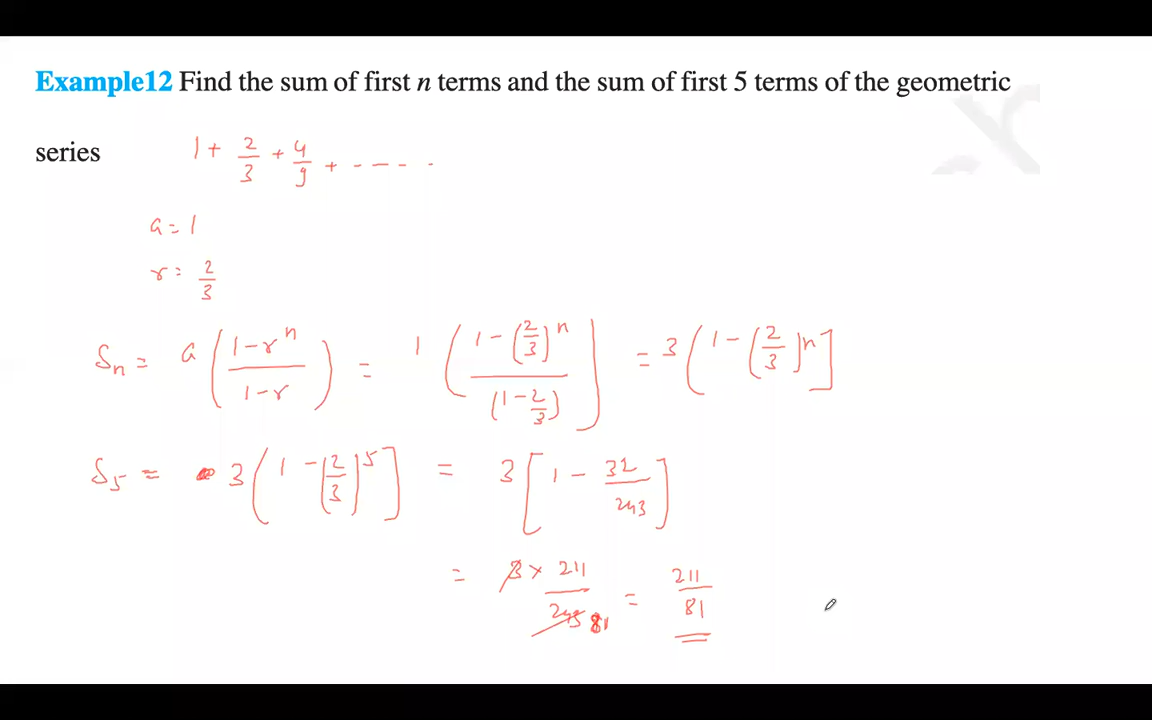 Example12 Find the sum of first n terms and the sum of first 5 terms of the geometric
series 1 + 2/3 + 4/9 + - — - .
a = 1
r = 2/3
Sn = a ( (1-r^n)/(1-r) ) = 1 ( (1-(2/3)^n)/(1-2/3) ) = 3 ( 1-(2/3)^n ]
S5 = 3 ( 1-(2/3)^5 ] = 3 [ 1 - 32/243 ]
= 3 × 211/243 81 = 211/81